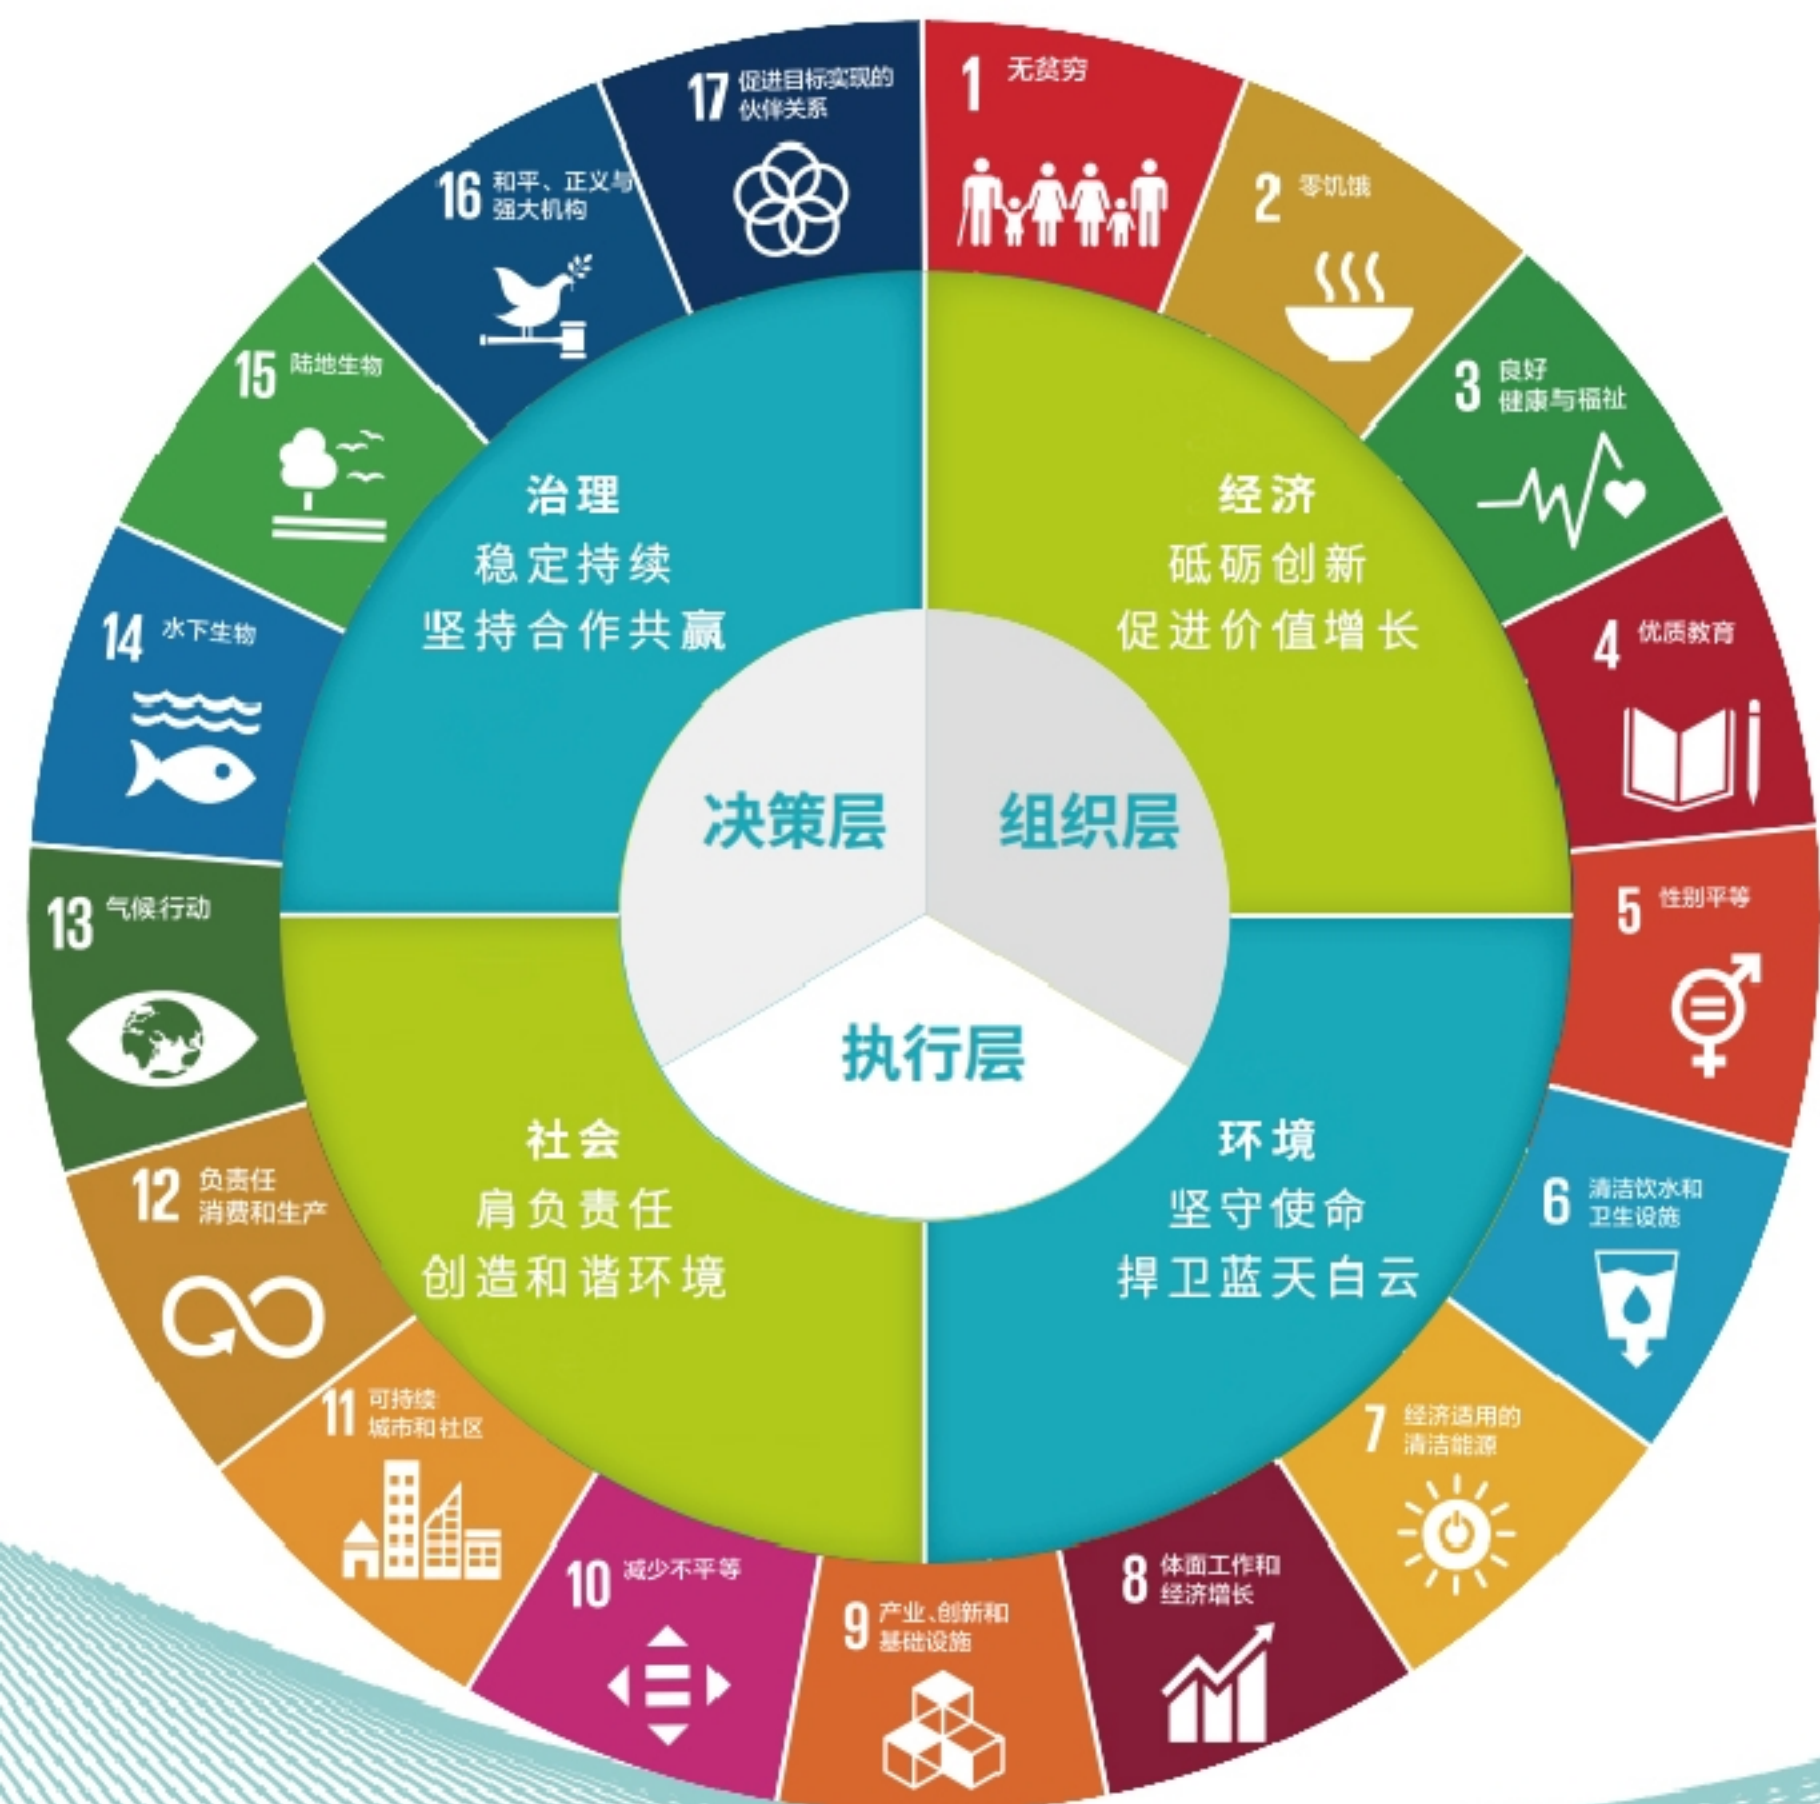 1 无贫穷
2 零饥饿
3 良好
健康与福祉
4 优质教育
5 性别平等
6 清洁饮水和
卫生设施
7 经济适用的
清洁能源
8 体面工作和
经济增长
9 产业、创新和
基础设施
10 减少不平等
11 可持续
城市和社区
12 负责任
消费和生产
13 气候行动
14 水下生物
15 陆地生物
16 和平、正义与
强大机构
17 促进目标实现的
伙伴关系
治理
稳定持续
坚持合作共赢
经济
砥砺创新
促进价值增长
社会
肩负责任
创造和谐环境
环境
坚守使命
捍卫蓝天白云
决策层
组织层
执行层